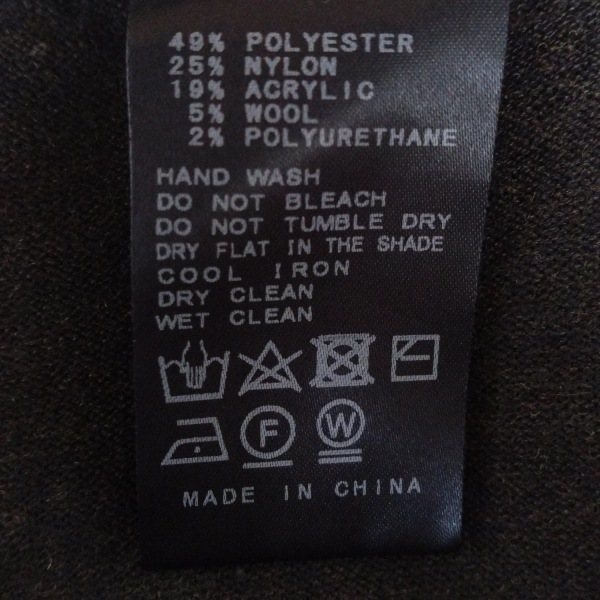 49% POLYESTER
25% NYLON
19% ACRYLIC
5% WOOL
2% POLYURETHANE
HAND WASH
DO NOT BLEACH
DO NOT TUMBLE DRY
DRY FLAT IN THE SHADE
COOL IRON
DRY CLEAN
WET CLEAN
F W
MADE IN CHINA